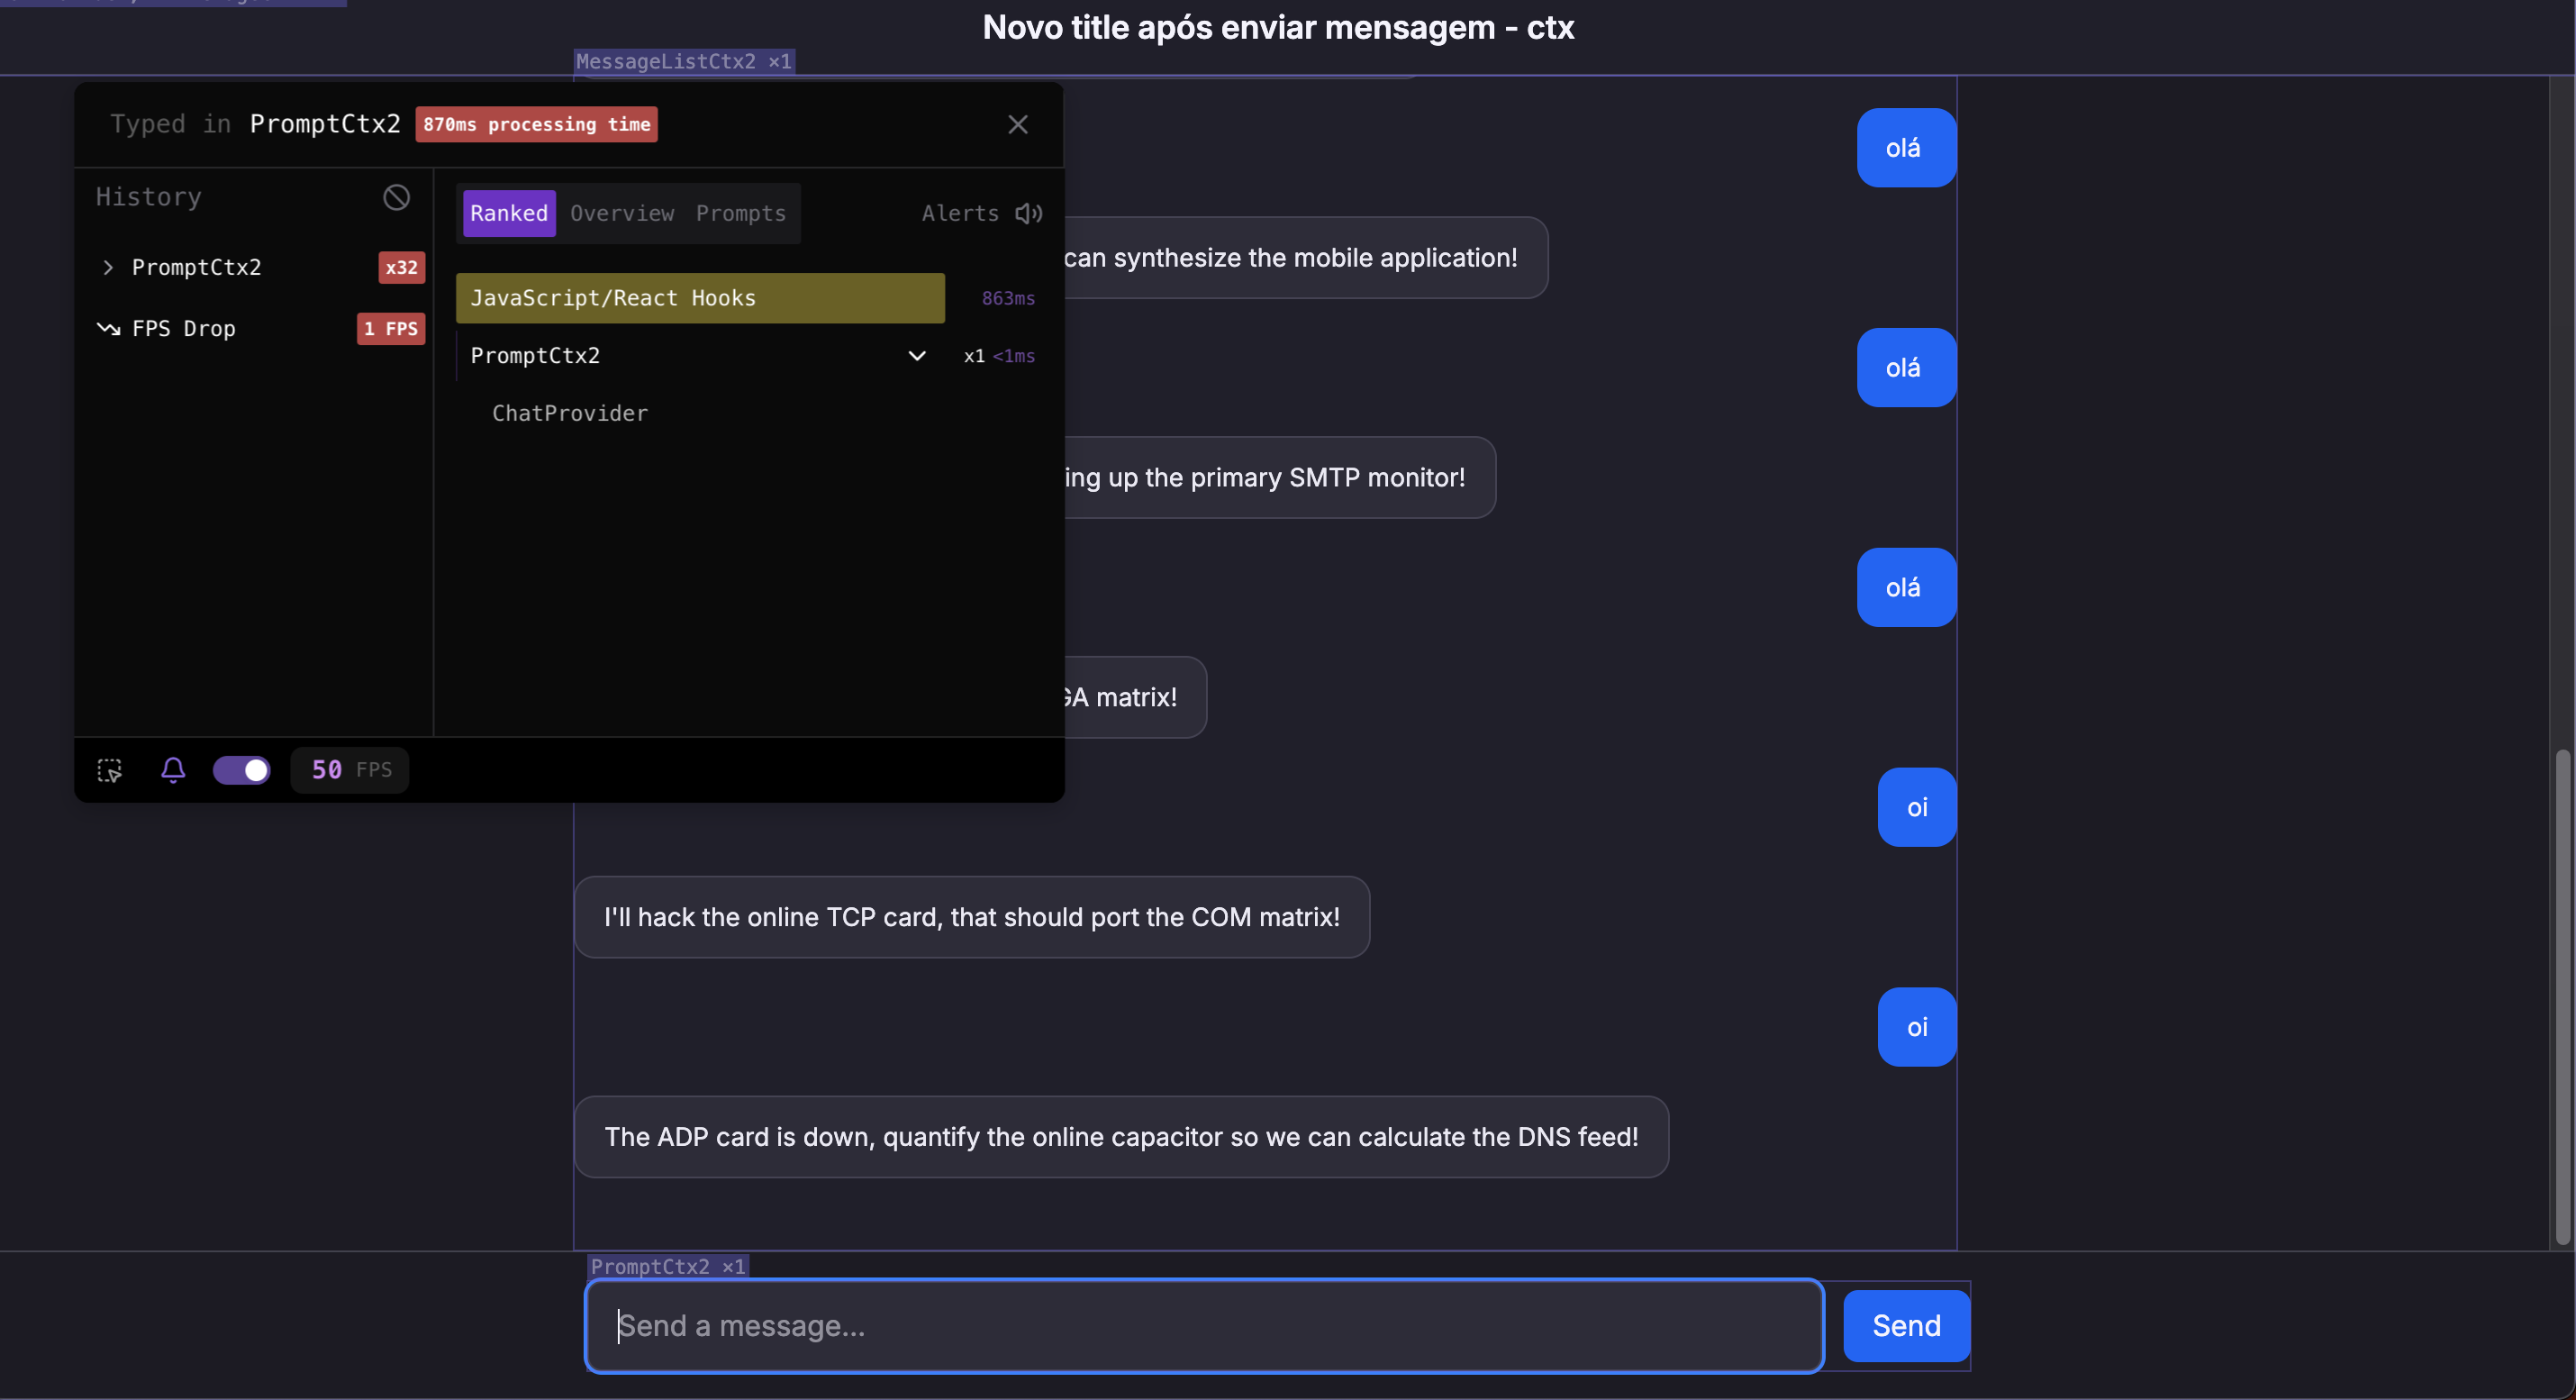 Novo title após enviar mensagem - ctx
MessageListCtx2 ×1
Typed in PromptCtx2 870ms processing time
History
PromptCtx2 x32
FPS Drop 1 FPS
Ranked Overview Prompts Alerts
JavaScript/React Hooks 863ms
PromptCtx2 x1 <1ms
ChatProvider
50 FPS
olá
can synthesize the mobile application!
olá
ing up the primary SMTP monitor!
olá
GA matrix!
oi
I'll hack the online TCP card, that should port the COM matrix!
oi
The ADP card is down, quantify the online capacitor so we can calculate the DNS feed!
PromptCtx2 ×1
Send a message...
Send